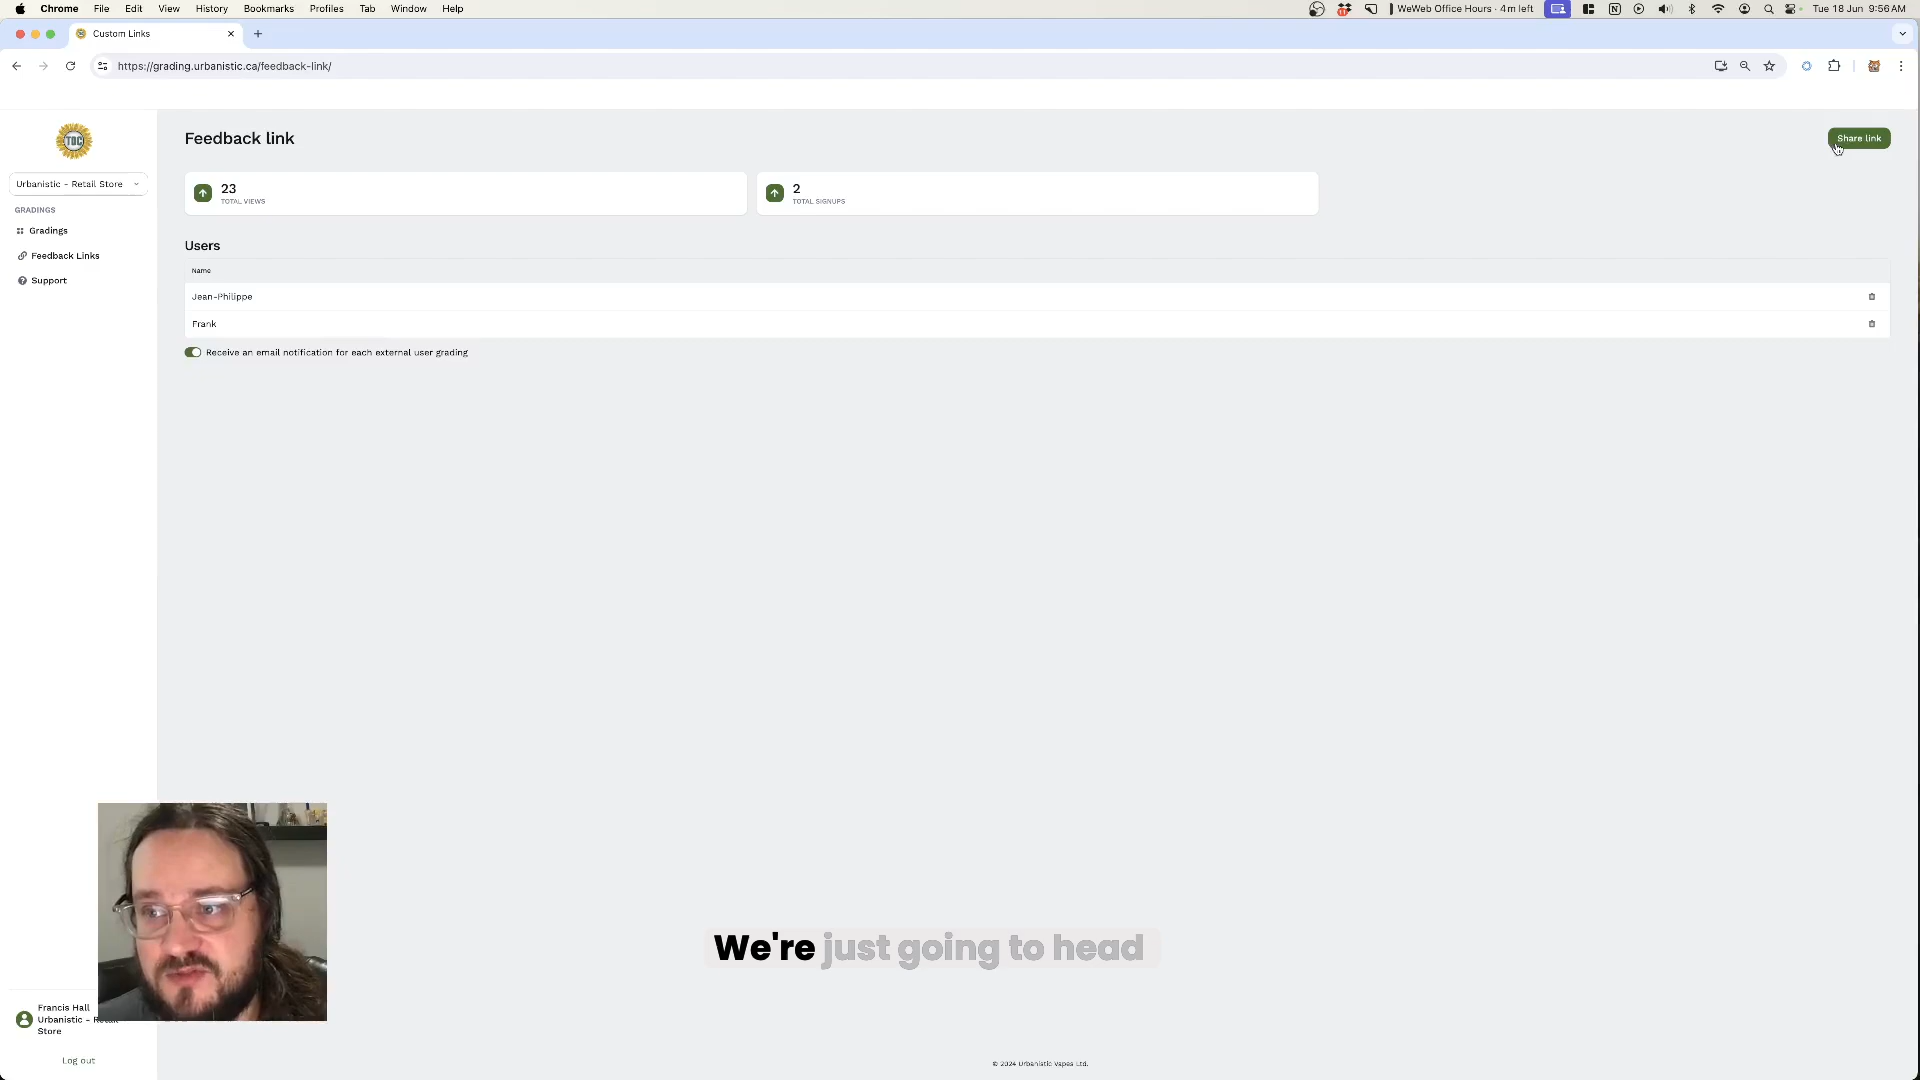 Chrome File Edit View History Bookmarks Profiles Tab Window Help
WeWeb Office Hours · 4m left
Tue 18 Jun 9:56AM
Custom Links
https://grading.urbanistic.ca/feedback-link/
TOC
Feedback link
Share link
Urbanistic - Retail Store
23
TOTAL VIEWS
2
TOTAL SIGNUPS
GRADINGS
Gradings
Feedback Links
Support
Users
Name
Jean-Philippe
Frank
Receive an email notification for each external user grading
We're just going to head
Francis Hall
Urbanistic - Retail
Store
Log out
© 2024 Urbanistic Vapes Ltd.